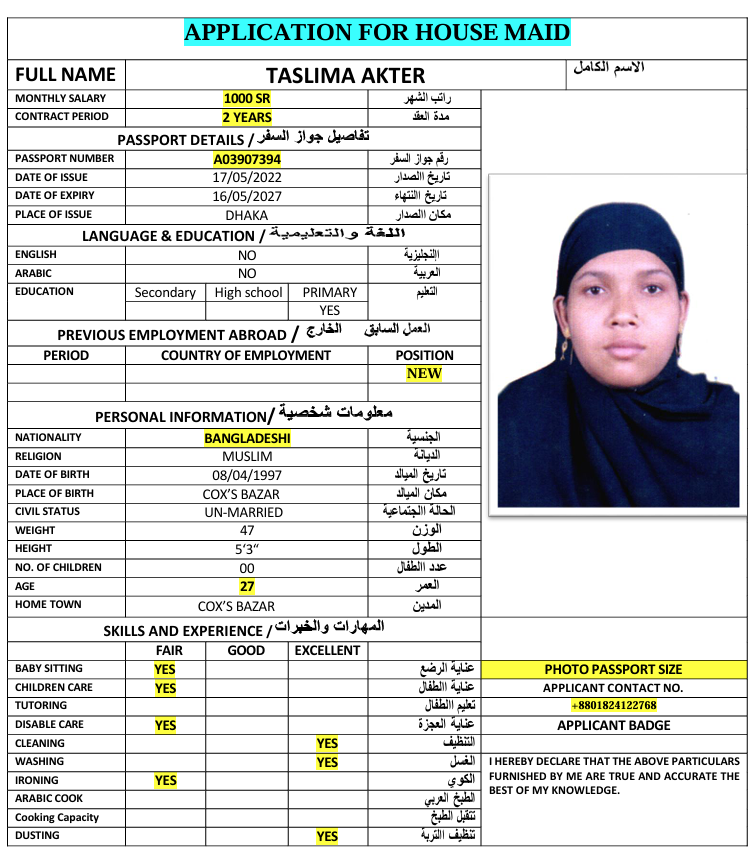 APPLICATION FOR HOUSE MAID
FULL NAME TASLIMA AKTER الاسم الكامل
MONTHLY SALARY 1000 SR راتب الشهر
CONTRACT PERIOD 2 YEARS مدة العقد
PASSPORT DETAILS / تفاصيل جواز السفر
PASSPORT NUMBER A03907394 رقم جواز السفر
DATE OF ISSUE 17/05/2022 تاريخ االصدار
DATE OF EXPIRY 16/05/2027 تاريخ االنتهاء
PLACE OF ISSUE DHAKA مكان االصدار
LANGUAGE & EDUCATION / اللغة والتعليمية
ENGLISH NO اإلنجليزية
ARABIC NO العربية
EDUCATION Secondary High school PRIMARY التعليم
YES
PREVIOUS EMPLOYMENT ABROAD / العمل السابق الخارج
PERIOD COUNTRY OF EMPLOYMENT POSITION
NEW
PERSONAL INFORMATION/ معلومات شخصية
NATIONALITY BANGLADESHI الجنسية
RELIGION MUSLIM الديانة
DATE OF BIRTH 08/04/1997 تاريخ الميالد
PLACE OF BIRTH COX'S BAZAR مكان الميالد
CIVIL STATUS UN-MARRIED الحالة االجتماعية
WEIGHT 47 الوزن
HEIGHT 5'3" الطول
NO. OF CHILDREN 00 عدد االطفال
AGE 27 العمر
HOME TOWN COX'S BAZAR المدين
SKILLS AND EXPERIENCE / المهارات والخبرات
FAIR GOOD EXCELLENT
BABY SITTING YES عناية الرضع
CHILDREN CARE YES عناية االطفال
TUTORING تعليم االطفال
DISABLE CARE YES عناية العجزة
CLEANING YES التنظيف
WASHING YES الغسل
IRONING YES الكوي
ARABIC COOK الطبخ العربي
Cooking Capacity تتقبل الطبخ
DUSTING YES تنظيف التربة
PHOTO PASSPORT SIZE
APPLICANT CONTACT NO.
+8801824122768
APPLICANT BADGE
I HEREBY DECLARE THAT THE ABOVE PARTICULARS
FURNISHED BY ME ARE TRUE AND ACCURATE THE
BEST OF MY KNOWLEDGE.